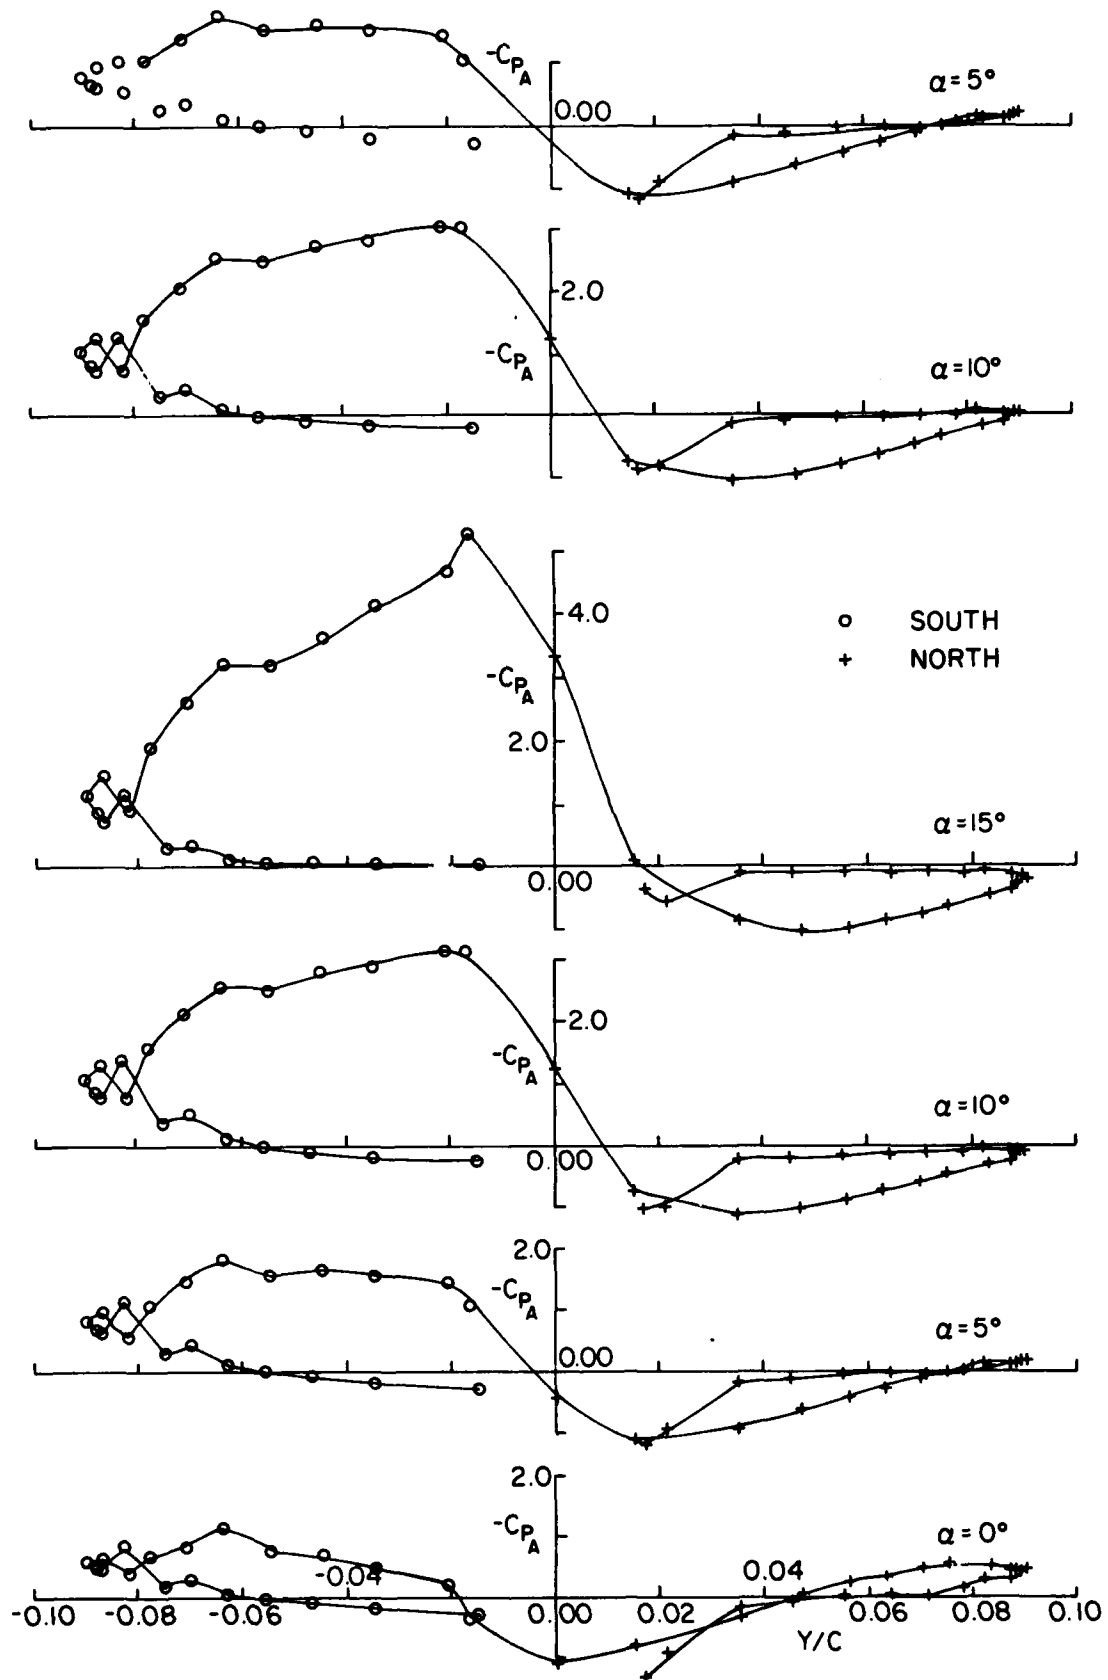 -CPA
0.00
α=5°
2.0
-CPA
α=10°
4.0
o SOUTH
+ NORTH
-CPA
2.0
α=15°
0.00
2.0
-CPA
α=10°
0.00
2.0
-CPA
α=5°
0.00
2.0
-CPA
α=0°
-0.04 0.04
-0.10 -0.08 -0.06 0.00 0.02 0.06 0.08 0.10
Y/C